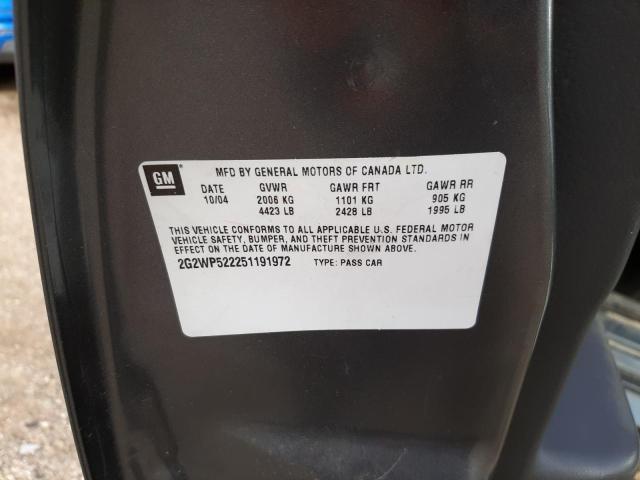 GM
MFD BY GENERAL MOTORS OF CANADA LTD.
DATE GVWR GAWR FRT GAWR RR
10/04 2006 KG 1101 KG 905 KG
4423 LB 2428 LB 1995 LB
THIS VEHICLE CONFORMS TO ALL APPLICABLE U.S. FEDERAL MOTOR
VEHICLE SAFETY, BUMPER, AND THEFT PREVENTION STANDARDS IN
EFFECT ON THE DATE OF MANUFACTURE SHOWN ABOVE.
2G2WP522251191972 TYPE: PASS CAR